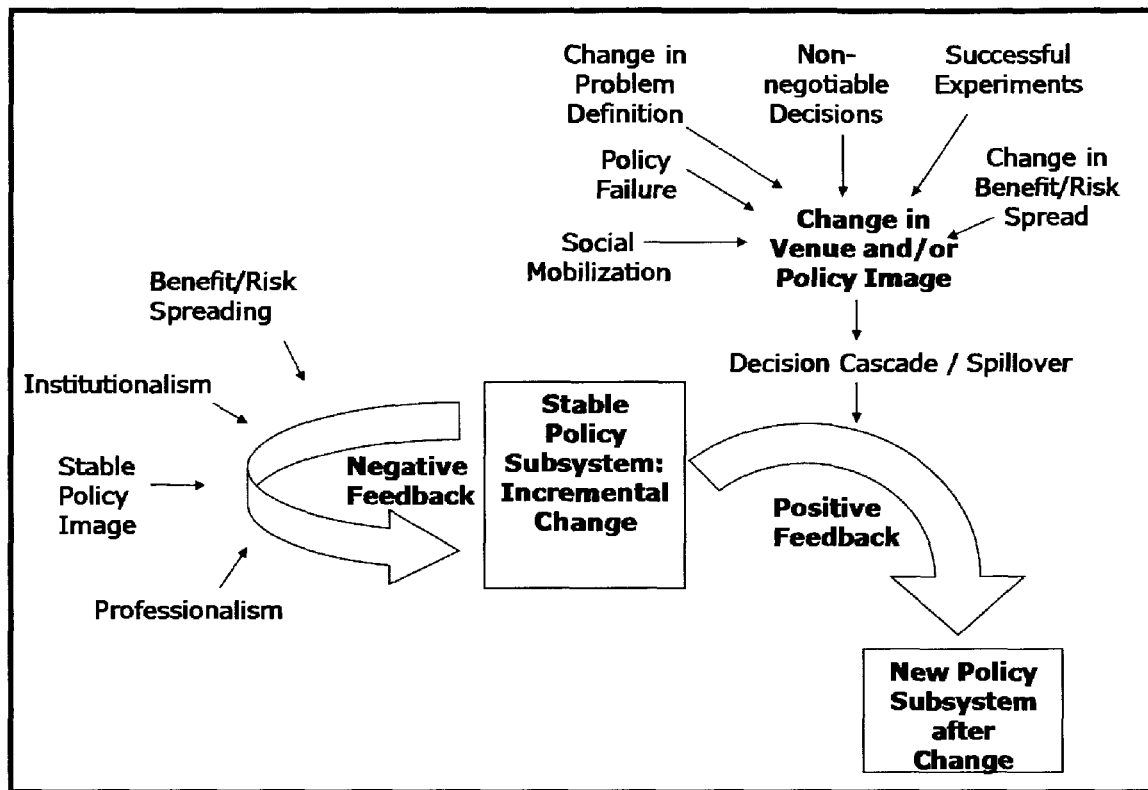 Change in
Problem
Definition
Non-
negotiable
Decisions
Successful
Experiments
Policy
Failure
Change in
Benefit/Risk
Spread
Social
Mobilization
Change in
Venue and/or
Policy Image
Benefit/Risk
Spreading
Decision Cascade / Spillover
Institutionalism
Stable
Policy
Image
Negative
Feedback
Stable
Policy
Subsystem:
Incremental
Change
Positive
Feedback
Professionalism
New Policy
Subsystem
after
Change